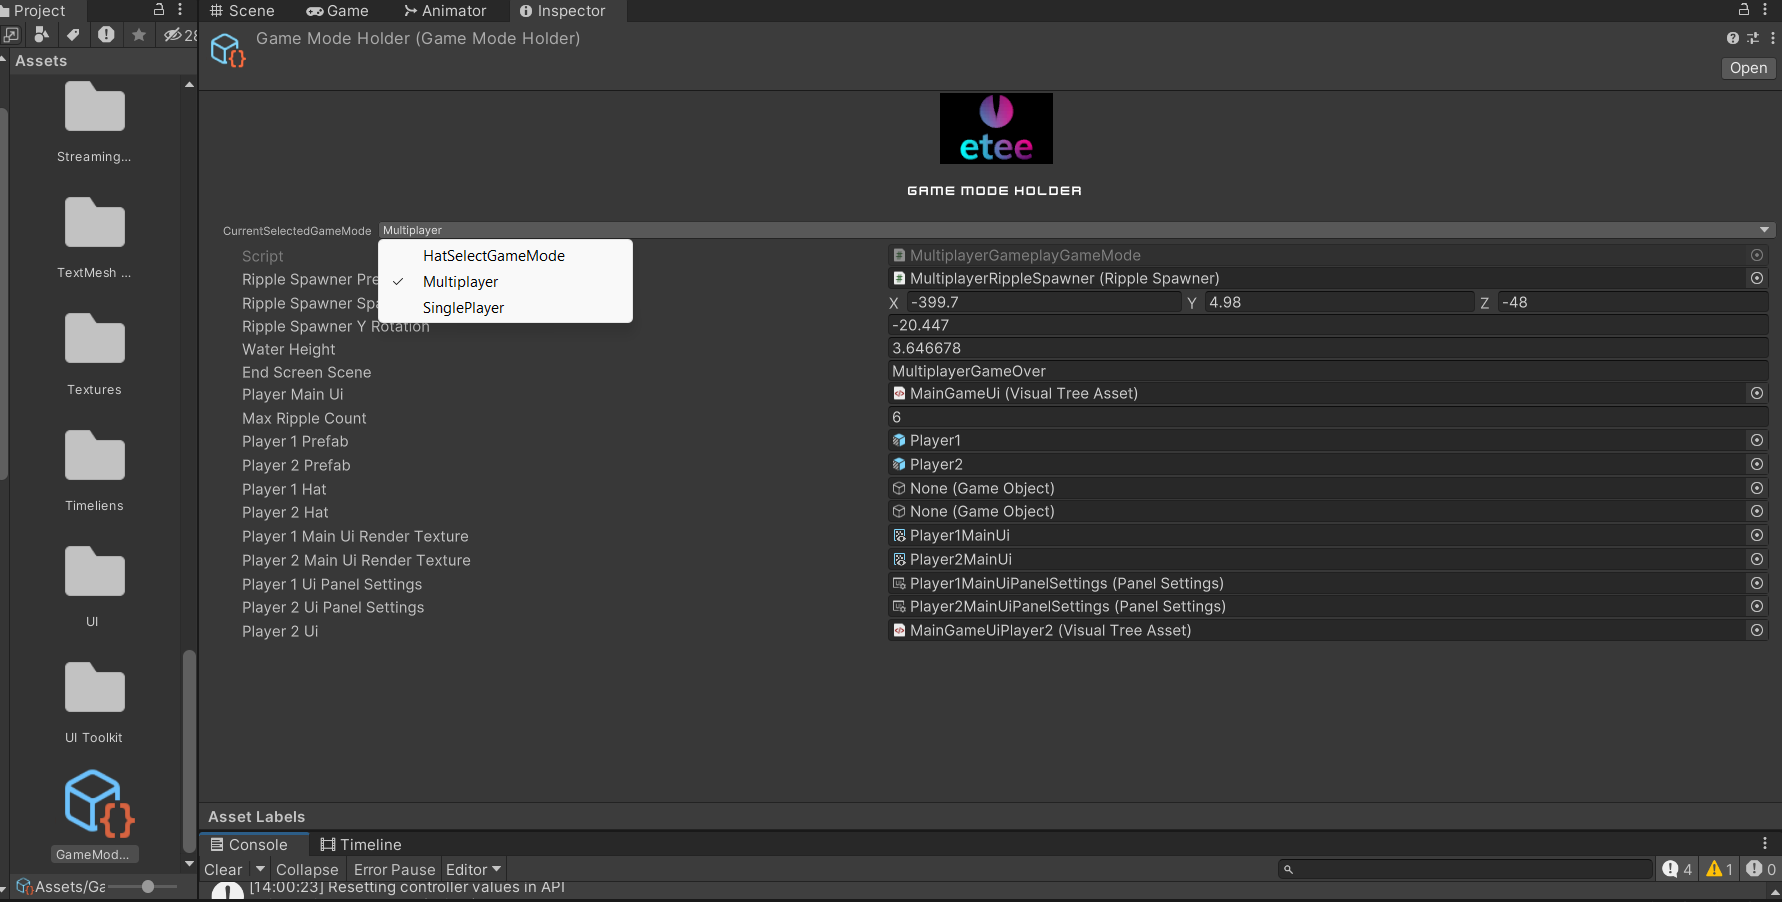 Project
Scene
Game
Animator
Inspector
28
Assets
Game Mode Holder (Game Mode Holder)
Open
etee
GAME MODE HOLDER
CurrentSelectedGameMode
Multiplayer
HatSelectGameMode
Multiplayer
SinglePlayer
Script
MultiplayerGameplayGameMode
Ripple Spawner Pre
MultiplayerRippleSpawner (Ripple Spawner)
Ripple Spawner Spa
X -399.7 Y 4.98 Z -48
Ripple Spawner Y Rotation
-20.447
Water Height
3.646678
End Screen Scene
MultiplayerGameOver
Player Main Ui
MainGameUi (Visual Tree Asset)
Max Ripple Count
6
Player 1 Prefab
Player1
Player 2 Prefab
Player2
Player 1 Hat
None (Game Object)
Player 2 Hat
None (Game Object)
Player 1 Main Ui Render Texture
Player1MainUi
Player 2 Main Ui Render Texture
Player2MainUi
Player 1 Ui Panel Settings
Player1MainUiPanelSettings (Panel Settings)
Player 2 Ui Panel Settings
Player2MainUiPanelSettings (Panel Settings)
Player 2 Ui
MainGameUiPlayer2 (Visual Tree Asset)
Streaming...
TextMesh ...
Textures
Timeliens
UI
UI Toolkit
GameMod...
Assets/Ga
Asset Labels
Console
Timeline
Clear
Collapse
Error Pause
Editor
4
1
0
[14:00:23] Resetting controller values in API